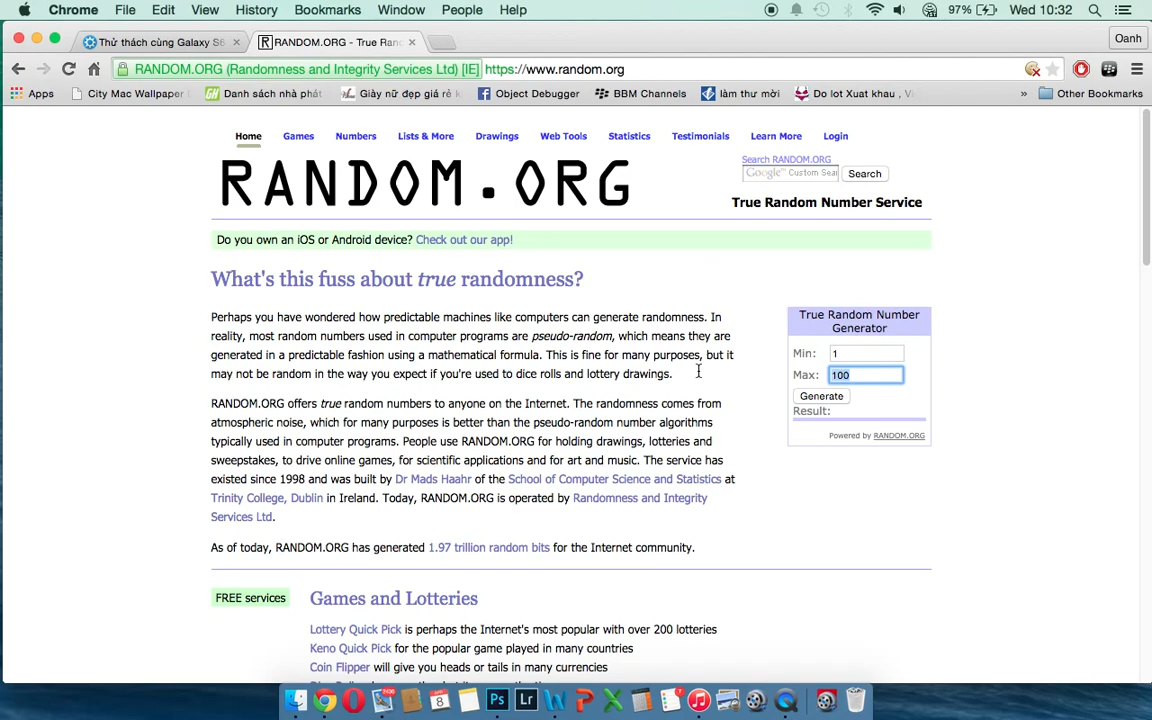 Chrome File Edit View History Bookmarks Window People Help 97% Wed 10:32
Thử thách cùng Galaxy S6 RANDOM.ORG - True Ran Oanh
RANDOM.ORG (Randomness and Integrity Services Ltd) [IE] https://www.random.org
Apps City Mac Wallpaper Danh sách nhà phát Giày nữ đẹp giá rẻ Object Debugger BBM Channels làm thư mời Do lot Xuat khau , » Other Bookmarks
Home Games Numbers Lists & More Drawings Web Tools Statistics Testimonials Learn More Login
Search RANDOM.ORG
Google™ Custom Sear Search
RANDOM.ORG
True Random Number Service
Do you own an iOS or Android device? Check out our app!
What's this fuss about true randomness?
Perhaps you have wondered how predictable machines like computers can generate randomness. In
reality, most random numbers used in computer programs are pseudo-random, which means they are
generated in a predictable fashion using a mathematical formula. This is fine for many purposes, but it
may not be random in the way you expect if you're used to dice rolls and lottery drawings.
RANDOM.ORG offers true random numbers to anyone on the Internet. The randomness comes from
atmospheric noise, which for many purposes is better than the pseudo-random number algorithms
typically used in computer programs. People use RANDOM.ORG for holding drawings, lotteries and
sweepstakes, to drive online games, for scientific applications and for art and music. The service has
existed since 1998 and was built by Dr Mads Haahr of the School of Computer Science and Statistics at
Trinity College, Dublin in Ireland. Today, RANDOM.ORG is operated by Randomness and Integrity
Services Ltd.
As of today, RANDOM.ORG has generated 1.97 trillion random bits for the Internet community.
True Random Number
Generator
Min: 1
Max: 100
Generate
Result:
Powered by RANDOM.ORG
FREE services
Games and Lotteries
Lottery Quick Pick is perhaps the Internet's most popular with over 200 lotteries
Keno Quick Pick for the popular game played in many countries
Coin Flipper will give you heads or tails in many currencies
8 Ps Lr 7